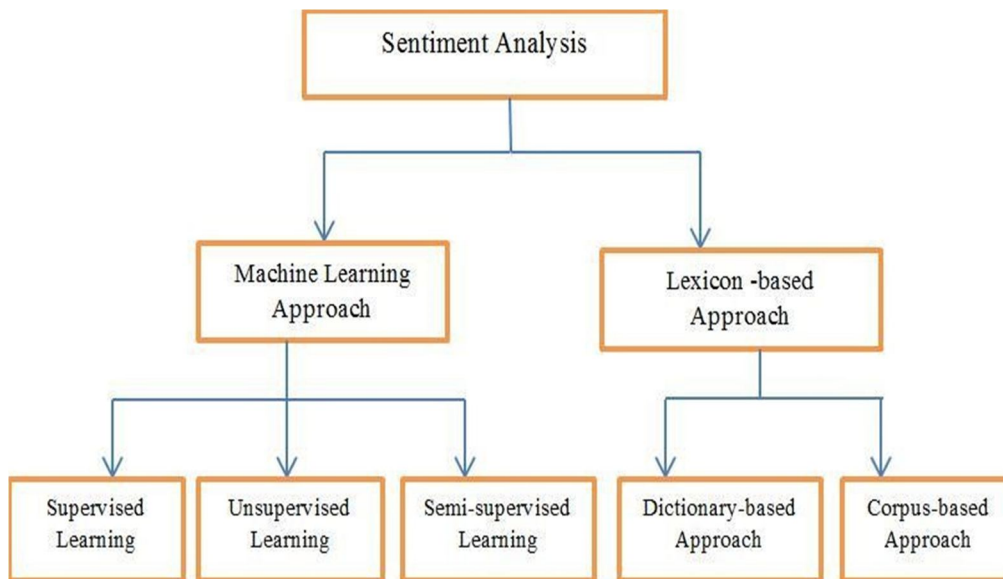 Sentiment Analysis
Machine Learning
Approach
Lexicon -based
Approach
Supervised
Learning
Unsupervised
Learning
Semi-supervised
Learning
Dictionary-based
Approach
Corpus-based
Approach